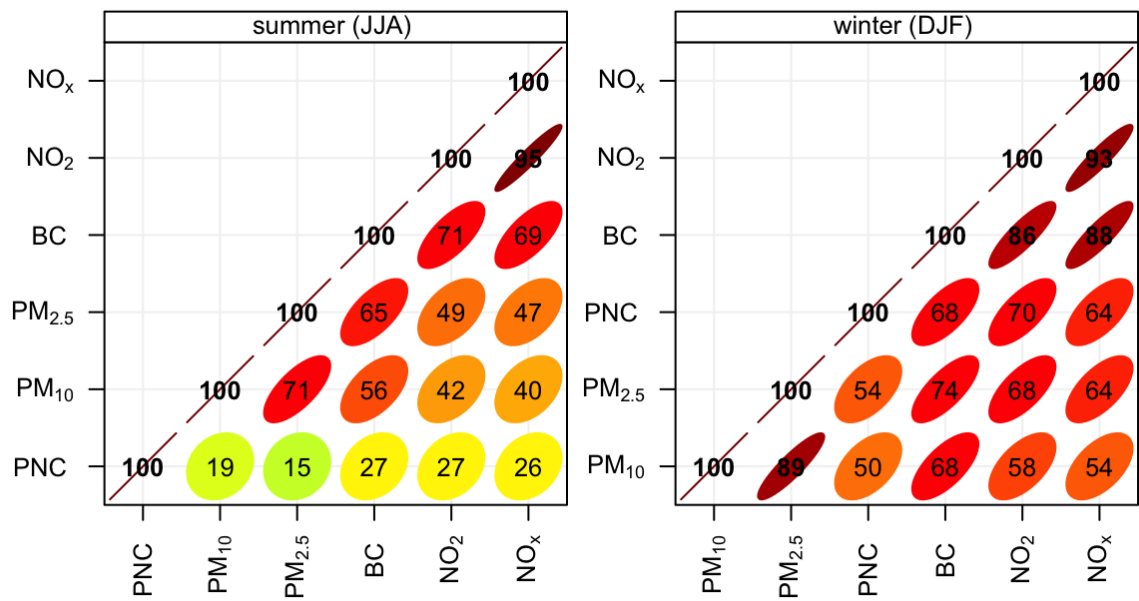 summer (JJA) winter (DJF)
NOₓ 100 NOₓ 100
NO₂ 100 95 NO₂ 100 93
BC 100 71 69 BC 100 86 88
PM₂.₅ 100 65 49 47 PNC 100 68 70 64
PM₁₀ 100 71 56 42 40 PM₂.₅ 100 54 74 68 64
PNC 100 19 15 27 27 26 PM₁₀ 100 89 50 68 58 54
PNC PM₁₀ PM₂.₅ BC NO₂ NOₓ PM₁₀ PM₂.₅ PNC BC NO₂ NOₓ